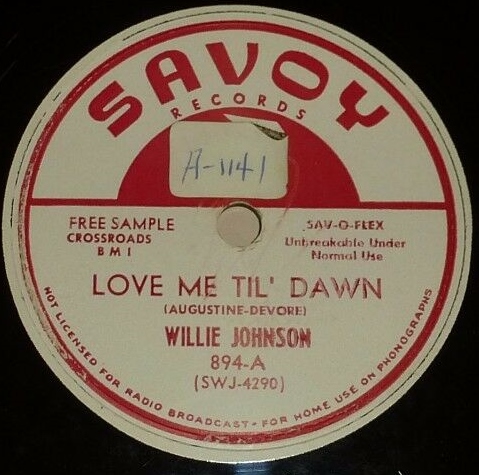 SAVOY
RECORDS
A-1141
FREE SAMPLE
CROSSROADS
BMI
SAV-O-FLEX
Unbreakable Under
Normal Use
LOVE ME TIL' DAWN
(AUGUSTINE-DEVORE)
WILLIE JOHNSON
894-A
(SWJ-4290)
NOT LICENSED FOR RADIO BROADCAST • FOR HOME USE ON PHONOGRAPHS